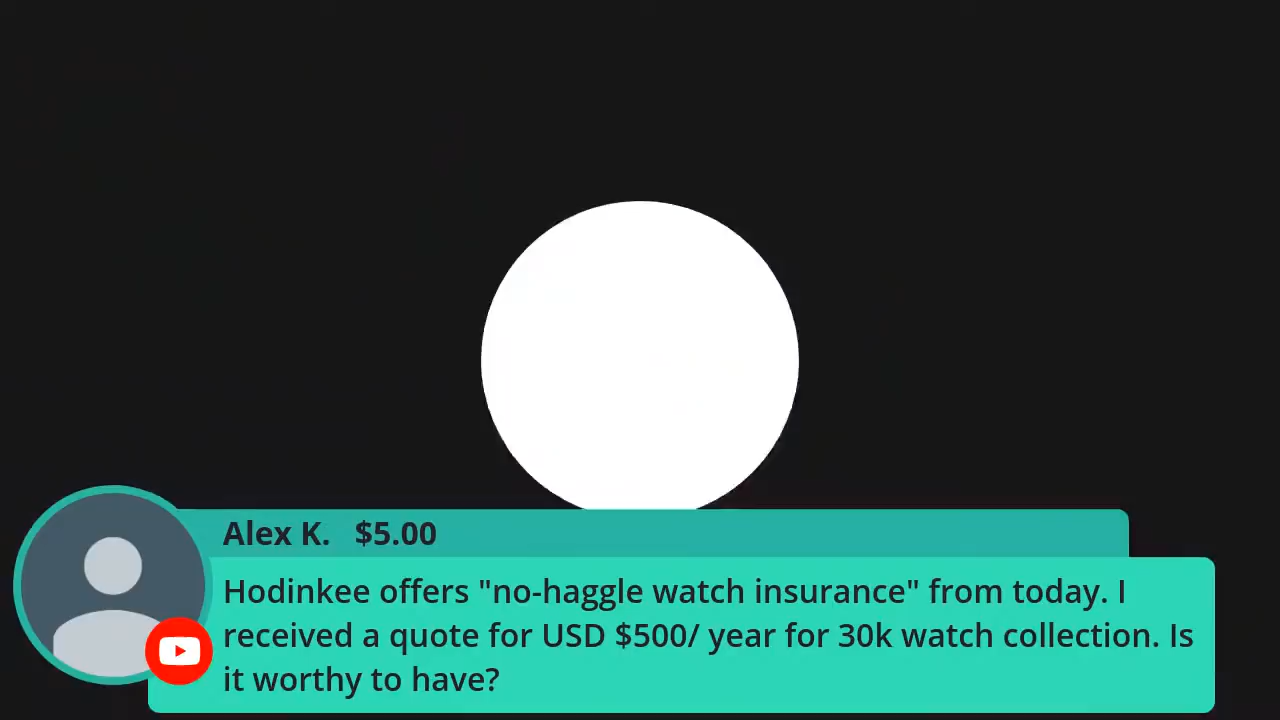 Alex K. $5.00
Hodinkee offers "no-haggle watch insurance" from today. I
received a quote for USD $500/ year for 30k watch collection. Is
it worthy to have?